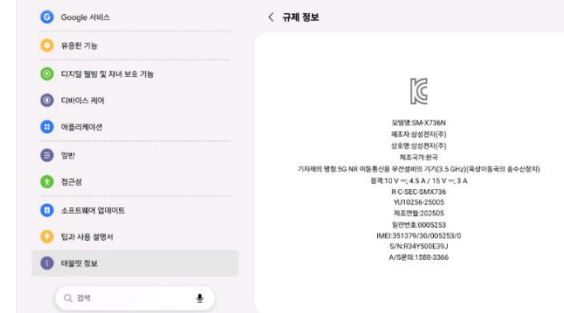 Google 서비스
유용한 기능
디지털 웰빙 및 자녀 보호 기능
디바이스 케어
애플리케이션
일반
접근성
소프트웨어 업데이트
팁과 사용 설명서
태블릿 정보
검색
규제 정보
모델명:SM-X736N
제조자:삼성전자(주)
상호명:삼성전자(주)
제조국가:한국
기자재의 명칭:5G NR 이동통신용 무선설비의 기기(3.5 GHz)(육상이동국의 송수신장치)
정격:10 V ⎓; 4.5 A / 15 V ⎓; 3 A
R-C-SEC-SMX736
YU10256-25005
제조연월:202505
일련번호:0005253
IMEI:351379/30/005253/0
S/N:R34Y500E39J
A/S문의:1588-3366